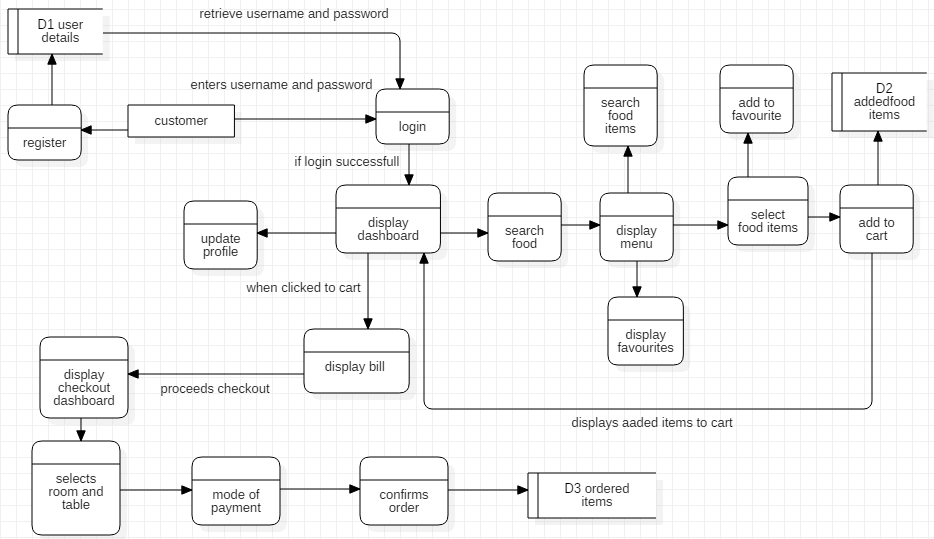 retrieve username and password
D1 user
details
enters username and password
customer
login
register
if login successfull
search
food
items
add to
favourite
D2
addedfood
items
update
profile
display
dashboard
search
food
display
menu
select
food items
add to
cart
when clicked to cart
display
favourites
display bill
display
checkout
dashboard
proceeds checkout
displays aaded items to cart
selects
room and
table
mode of
payment
confirms
order
D3 ordered
items